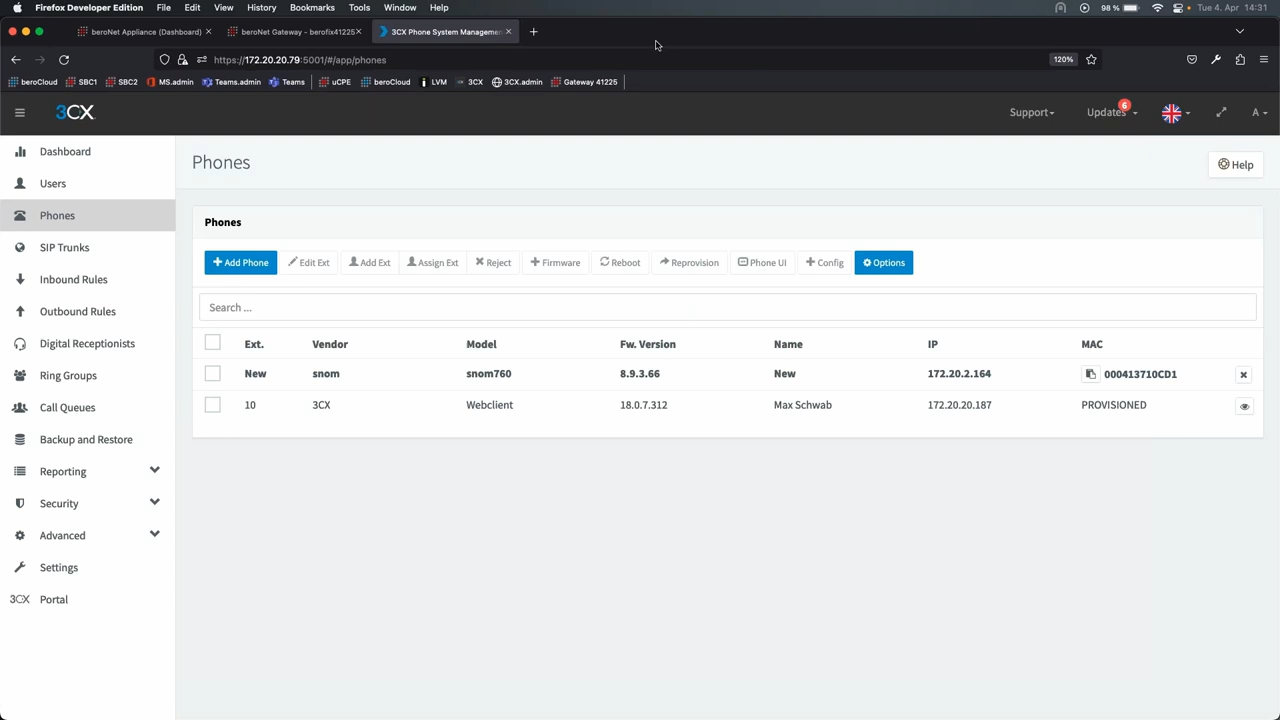 Firefox Developer Edition File Edit View History Bookmarks Tools Window Help 98 % Tue 4. Apr 14:31
beroNet Appliance (Dashboard) beroNet Gateway - berofix41225 3CX Phone System Managemen
https://172.20.20.79:5001/#/app/phones 120%
beroCloud SBC1 SBC2 MS.admin Teams.admin Teams uCPE beroCloud LVM 3CX 3CX.admin Gateway 41225
3CX Support Updates 6 A
Dashboard
Users
Phones
SIP Trunks
Inbound Rules
Outbound Rules
Digital Receptionists
Ring Groups
Call Queues
Backup and Restore
Reporting
Security
Advanced
Settings
3CX Portal
Phones Help
Phones
Add Phone Edit Ext Add Ext Assign Ext Reject Firmware Reboot Reprovision Phone UI Config Options
Search ...
Ext. Vendor Model Fw. Version Name IP MAC
New snom snom760 8.9.3.66 New 172.20.2.164 000413710CD1
10 3CX Webclient 18.0.7.312 Max Schwab 172.20.20.187 PROVISIONED